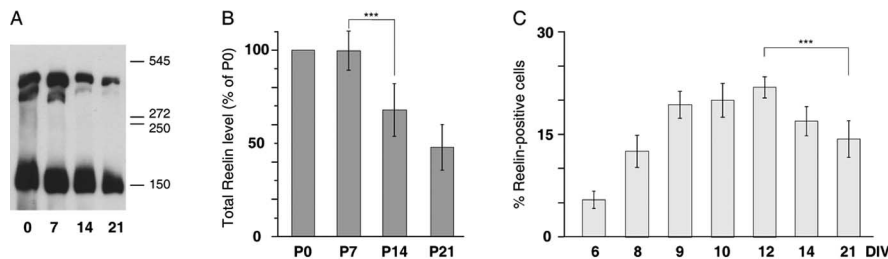 A
545
272
250
150
0 7 14 21
B
***
Total Reelin level (% of P0)
100
50
0
P0 P7 P14 P21
C
***
% Reelin-positive cells
30
15
0
6 8 9 10 12 14 21 DIV